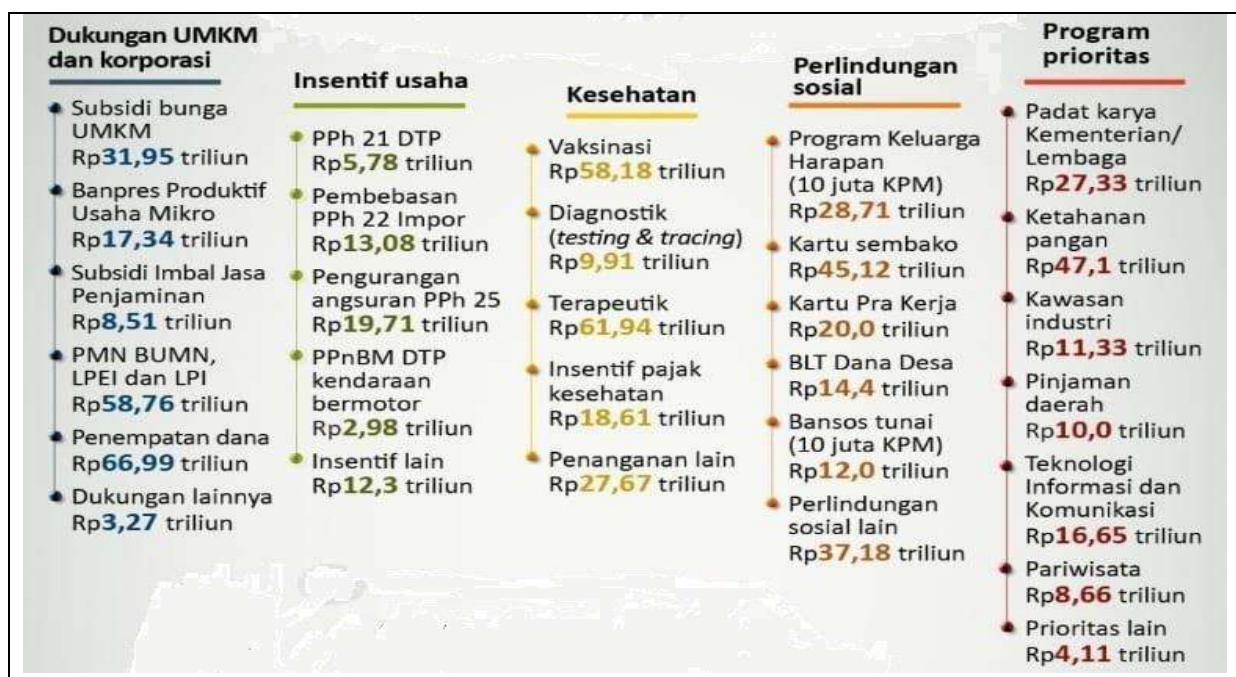 Dukungan UMKM
dan korporasi
Subsidi bunga
UMKM
Rp31,95 triliun
Banpres Produktif
Usaha Mikro
Rp17,34 triliun
Subsidi Imbal Jasa
Penjaminan
Rp8,51 triliun
PMN BUMN,
LPEI dan LPI
Rp58,76 triliun
Penempatan dana
Rp66,99 triliun
Dukungan lainnya
Rp3,27 triliun
Insentif usaha
PPh 21 DTP
Rp5,78 triliun
Pembebasan
PPh 22 Impor
Rp13,08 triliun
Pengurangan
angsuran PPh 25
Rp19,71 triliun
PPnBM DTP
kendaraan
bermotor
Rp2,98 triliun
Insentif lain
Rp12,3 triliun
Kesehatan
Vaksinasi
Rp58,18 triliun
Diagnostik
(testing & tracing)
Rp9,91 triliun
Terapeutik
Rp61,94 triliun
Insentif pajak
kesehatan
Rp18,61 triliun
Penanganan lain
Rp27,67 triliun
Perlindungan
sosial
Program Keluarga
Harapan
(10 juta KPM)
Rp28,71 triliun
Kartu sembako
Rp45,12 triliun
Kartu Pra Kerja
Rp20,0 triliun
BLT Dana Desa
Rp14,4 triliun
Bansos tunai
(10 juta KPM)
Rp12,0 triliun
Perlindungan
sosial lain
Rp37,18 triliun
Program
prioritas
Padat karya
Kementerian/
Lembaga
Rp27,33 triliun
Ketahanan
pangan
Rp47,1 triliun
Kawasan
industri
Rp11,33 triliun
Pinjaman
daerah
Rp10,0 triliun
Teknologi
Informasi dan
Komunikasi
Rp16,65 triliun
Pariwisata
Rp8,66 triliun
Prioritas lain
Rp4,11 triliun